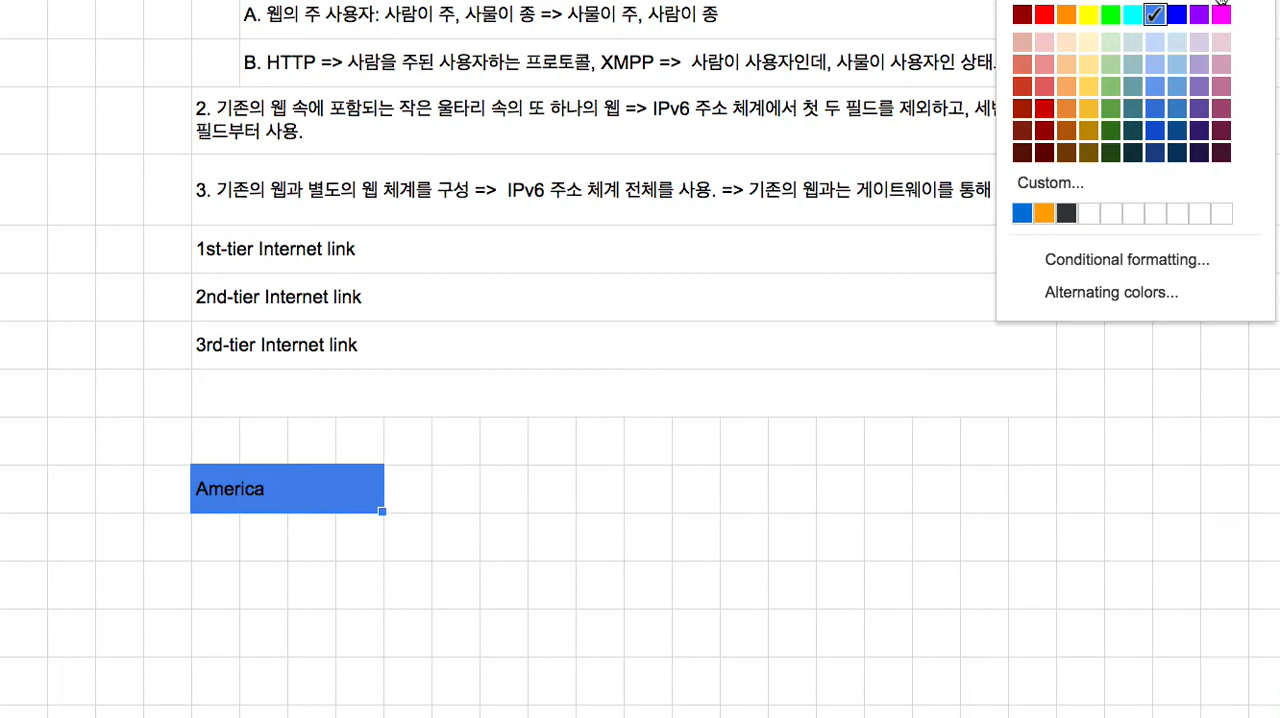 A. 웹의 주 사용자: 사람이 주, 사물이 종 => 사물이 주, 사람이 종
B. HTTP => 사람을 주된 사용자하는 프로토콜, XMPP => 사람이 사용자인데, 사물이 사용자인 상태.
2. 기존의 웹 속에 포함되는 작은 울타리 속의 또 하나의 웹 => IPv6 주소 체계에서 첫 두 필드를 제외하고,
필드부터 사용.
3. 기존의 웹과 별도의 웹 체계를 구성 => IPv6 주소 체계 전체를 사용. => 기존의 웹과는 게이트웨이를 통해
1st-tier Internet link
2nd-tier Internet link
3rd-tier Internet link
America
Custom...
Conditional formatting...
Alternating colors...